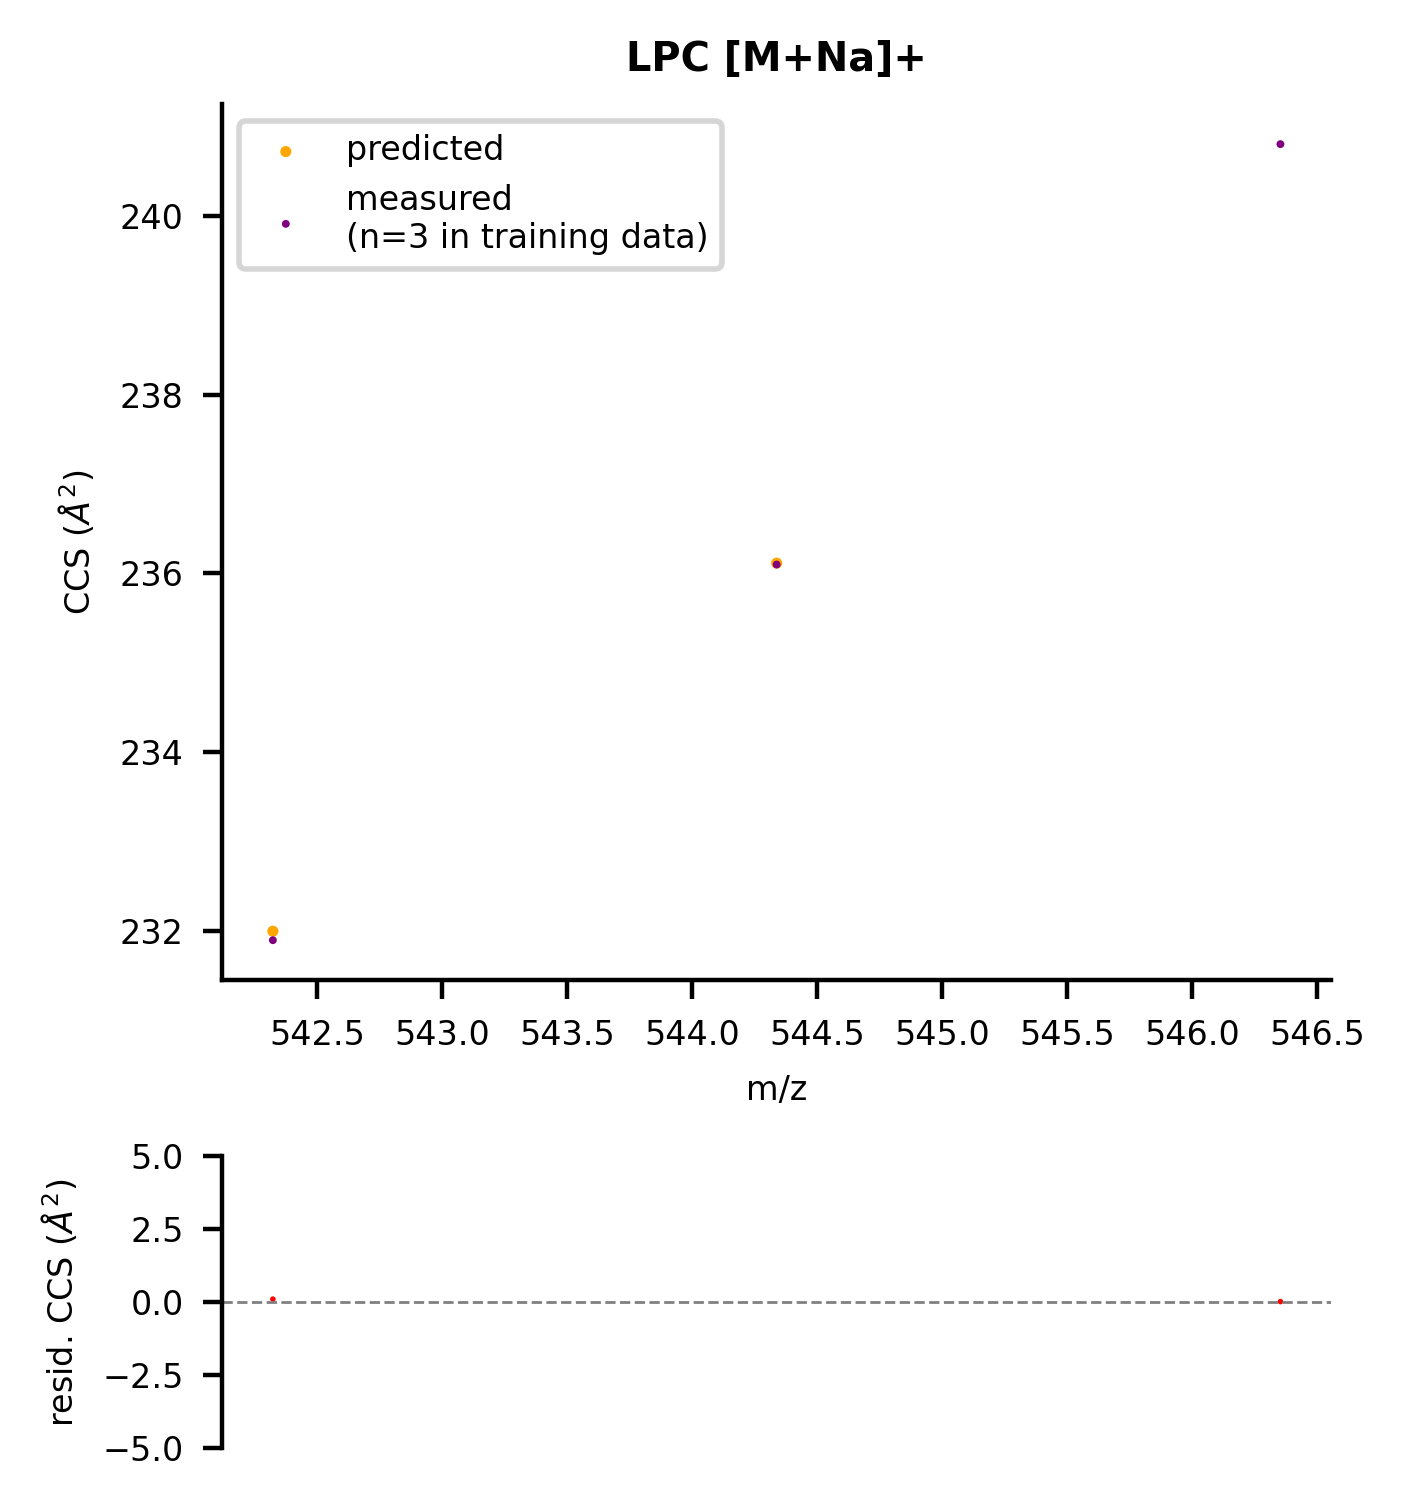 LPC [M+Na]+
predicted
measured
(n=3 in training data)
CCS (Å²)
240
238
236
234
232
542.5 543.0 543.5 544.0 544.5 545.0 545.5 546.0 546.5
m/z
resid. CCS (Å²)
5.0
2.5
0.0
−2.5
−5.0